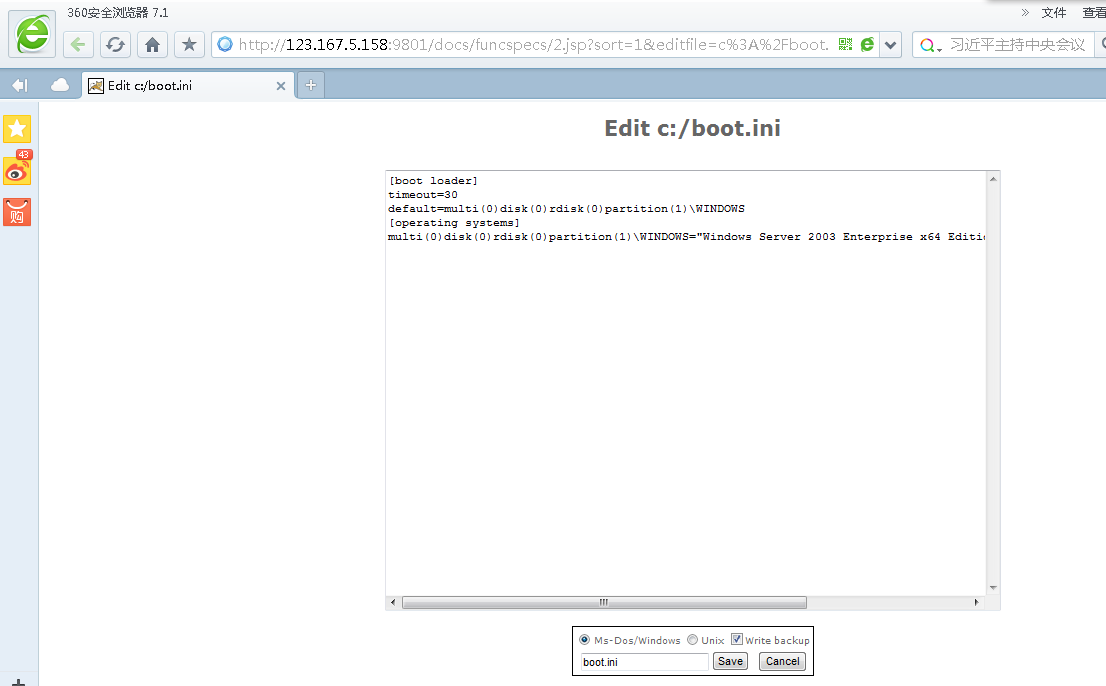 360安全浏览器 7.1
文件 查看
http://123.167.5.158:9801/docs/funcspecs/2.jsp?sort=1&editfile=c%3A%2Fboot.
习近平主持中央会议
Edit c:/boot.ini
43
购
Edit c:/boot.ini
[boot loader]
timeout=30
default=multi(0)disk(0)rdisk(0)partition(1)\WINDOWS
[operating systems]
multi(0)disk(0)rdisk(0)partition(1)\WINDOWS="Windows Server 2003 Enterprise x64 Editi
Ms-Dos/Windows Unix Write backup
boot.ini Save Cancel